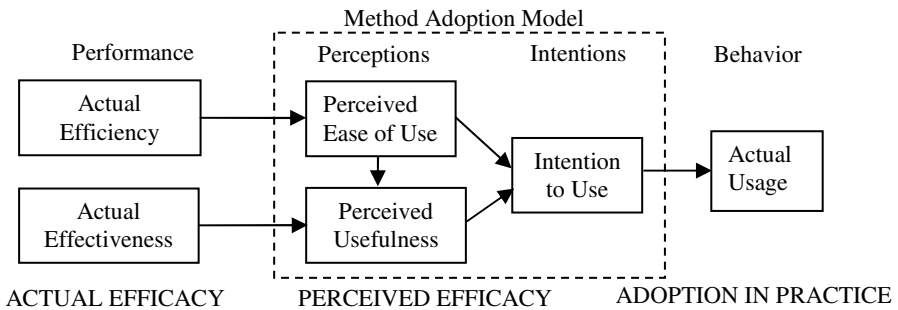 Method Adoption Model
Performance
Perceptions
Intentions
Behavior
Actual
Efficiency
Perceived
Ease of Use
Intention
to Use
Actual
Usage
Actual
Effectiveness
Perceived
Usefulness
ACTUAL EFFICACY
PERCEIVED EFFICACY
ADOPTION IN PRACTICE